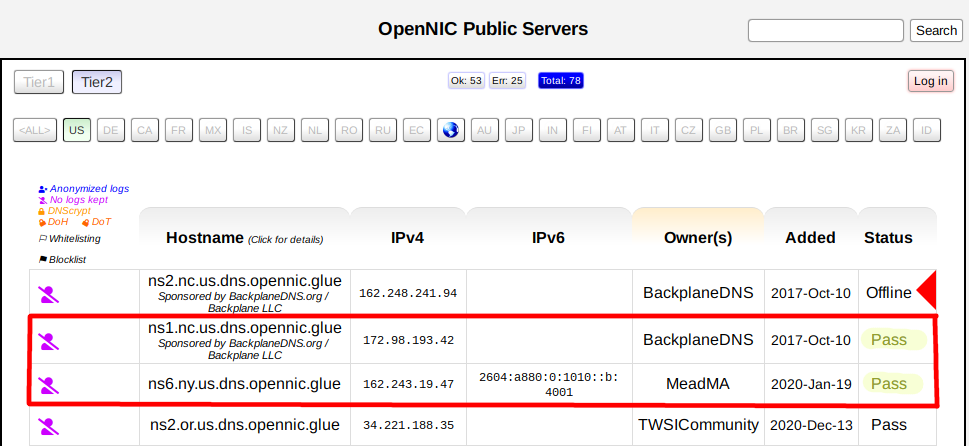 OpenNIC Public Servers
Search
Tier1 Tier2
Ok: 53 Err: 25 Total: 78
Log in
<ALL> US DE CA FR MX IS NZ NL RO RU EC AU JP IN FI AT IT CZ GB PL BR SG KR ZA ID
Anonymized logs
No logs kept
DNScrypt
DoH DoT
Whitelisting
Blocklist
Hostname (Click for details) IPv4 IPv6 Owner(s) Added Status
ns2.nc.us.dns.opennic.glue
Sponsored by BackplaneDNS.org /
Backplane LLC
162.248.241.94 BackplaneDNS 2017-Oct-10 Offline
ns1.nc.us.dns.opennic.glue
Sponsored by BackplaneDNS.org /
Backplane LLC
172.98.193.42 BackplaneDNS 2017-Oct-10 Pass
ns6.ny.us.dns.opennic.glue 162.243.19.47 2604:a880:0:1010::b:
4001
MeadMA 2020-Jan-19 Pass
ns2.or.us.dns.opennic.glue 34.221.188.35 TWSICommunity 2020-Dec-13 Pass